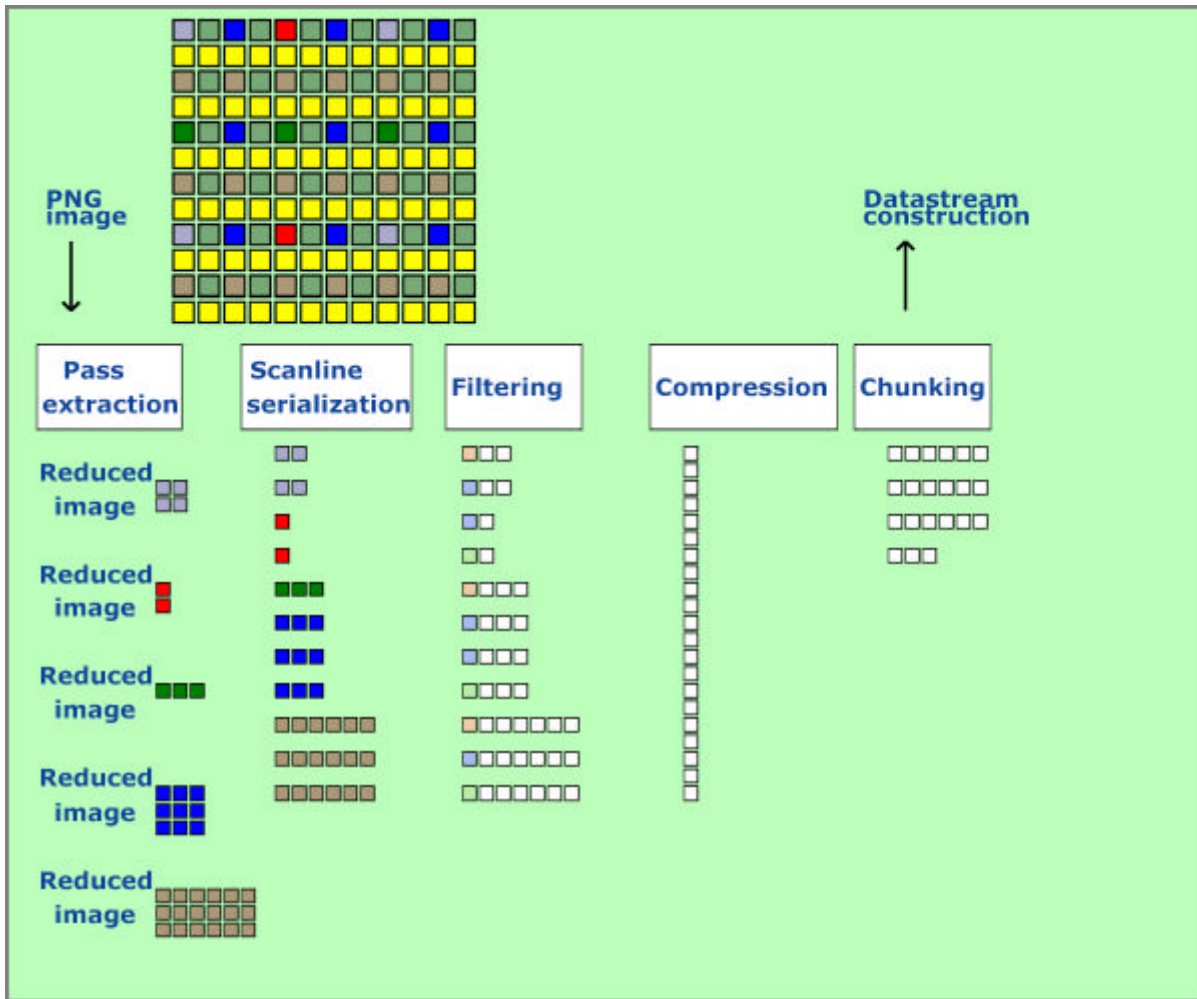 PNG
image
Datastream
construction
Pass
extraction
Scanline
serialization
Filtering
Compression
Chunking
Reduced
image
Reduced
image
Reduced
image
Reduced
image
Reduced
image